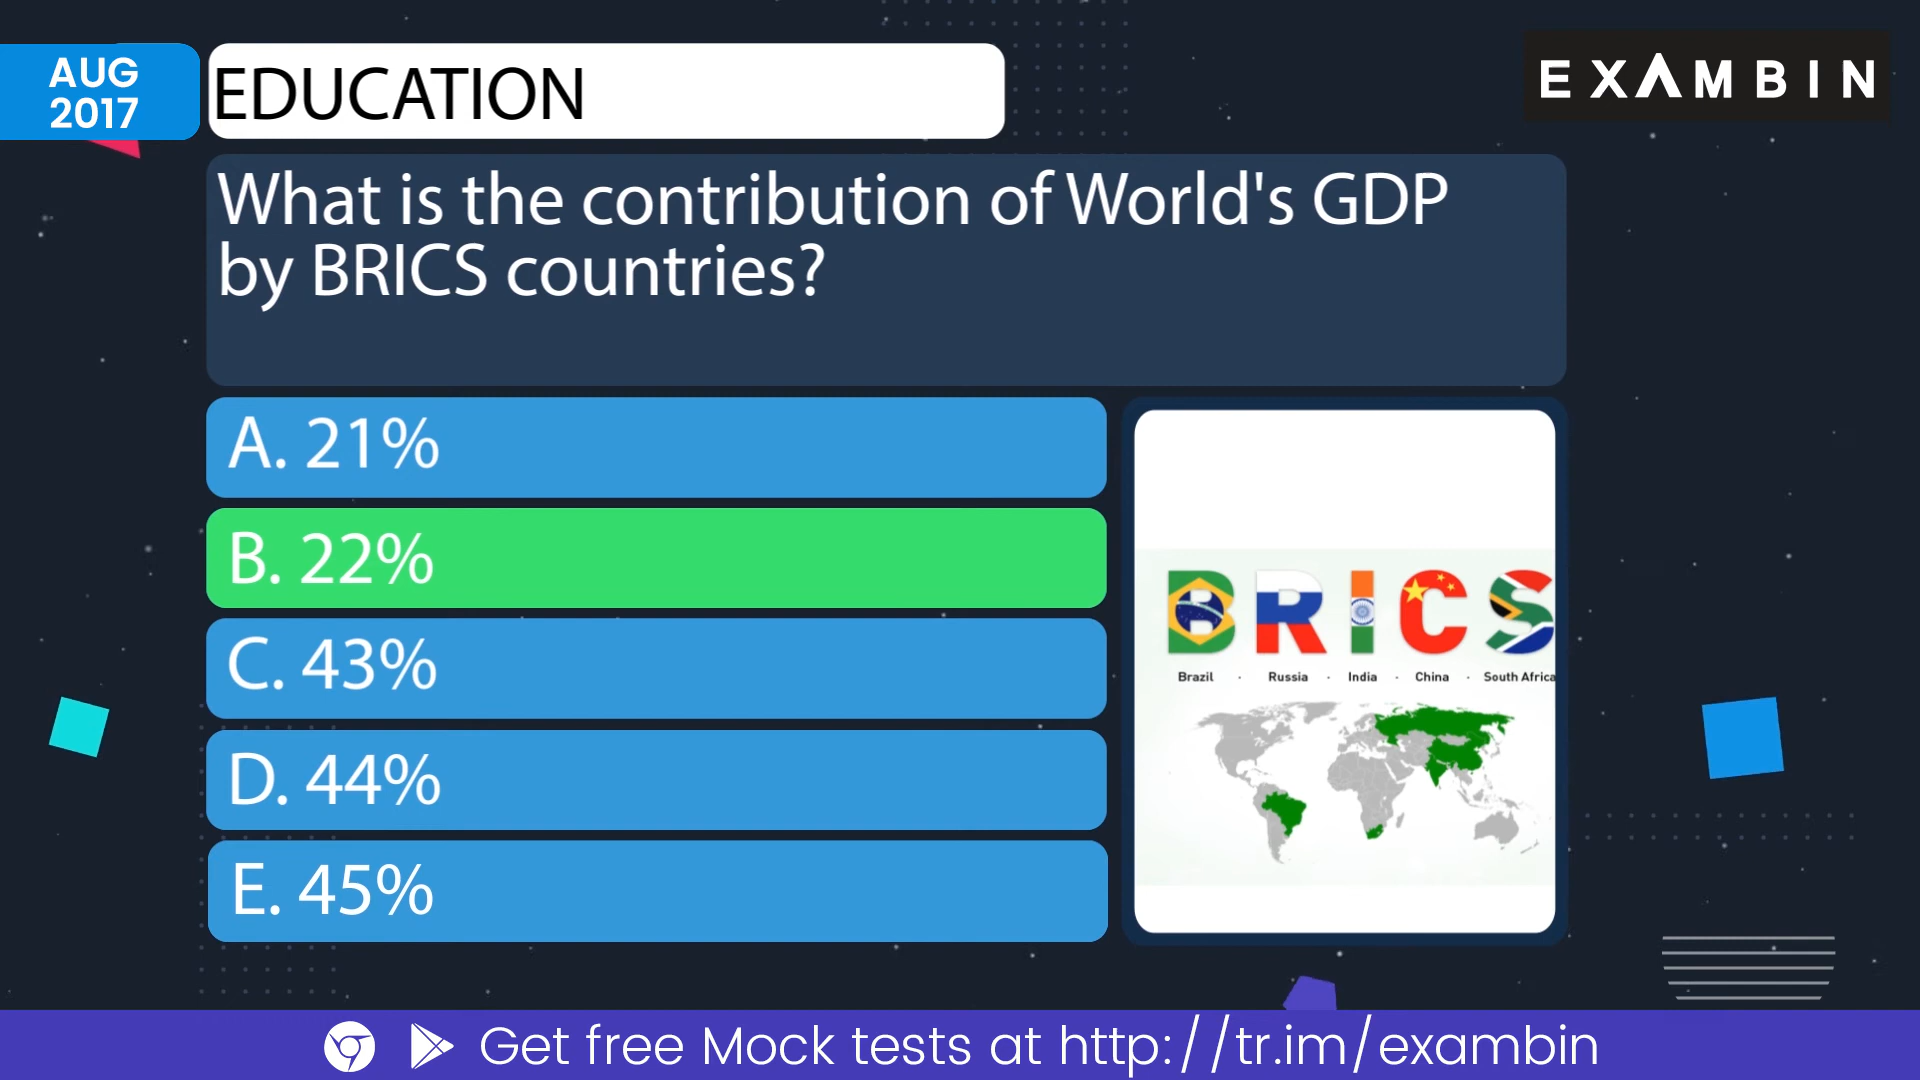 AUG
2017
EDUCATION
EXAMBIN
What is the contribution of World's GDP
by BRICS countries?
A. 21%
B. 22%
C. 43%
D. 44%
E. 45%
BRICS
Brazil · Russia · India · China · South Africa
Get free Mock tests at http://tr.im/exambin